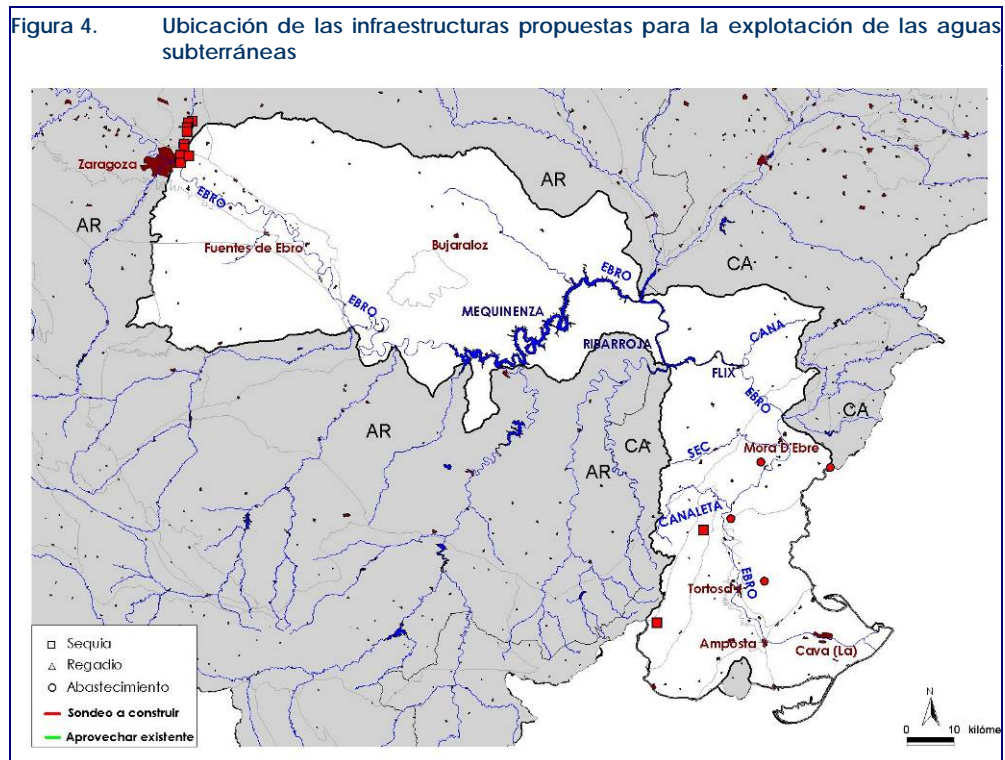 Figura 4. Ubicación de las infraestructuras propuestas para la explotación de las aguas
subterráneas
Zaragoza
EBRO
AR
AR
Fuentes de Ebro
Bujaraloz
EBRO
CA
EBRO
MEQUINENZA
CANA
RIBARROJA
FLIX
EBRO
CA
AR
CA
SEC
Mora D'Ebre
AR
CANALETA
EBRO
Tortosa
Amposta
Cava (La)
Sequia
Regadio
Abastecimiento
Sondeo a construir
Aprovechar existente
N
0 10 kilóme